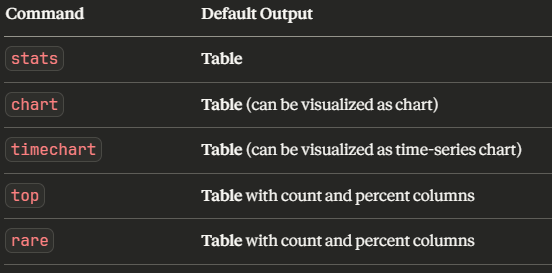 Command Default Output
stats Table
chart Table (can be visualized as chart)
timechart Table (can be visualized as time-series chart)
top Table with count and percent columns
rare Table with count and percent columns